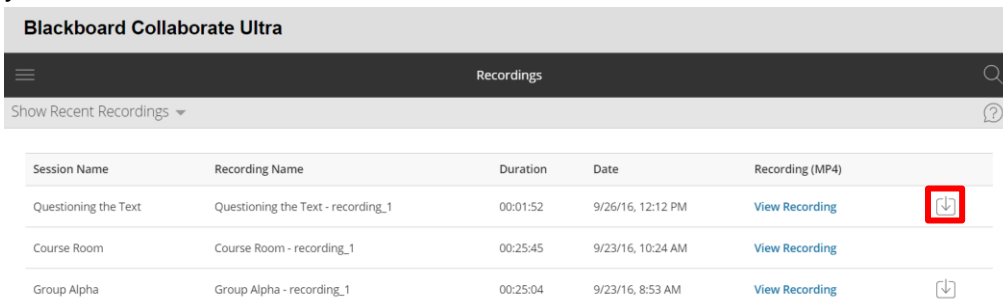 Blackboard Collaborate Ultra
Recordings
Show Recent Recordings
Session Name Recording Name Duration Date Recording (MP4)
Questioning the Text Questioning the Text - recording_1 00:01:52 9/26/16, 12:12 PM View Recording
Course Room Course Room - recording_1 00:25:45 9/23/16, 10:24 AM View Recording
Group Alpha Group Alpha - recording_1 00:25:04 9/23/16, 8:53 AM View Recording